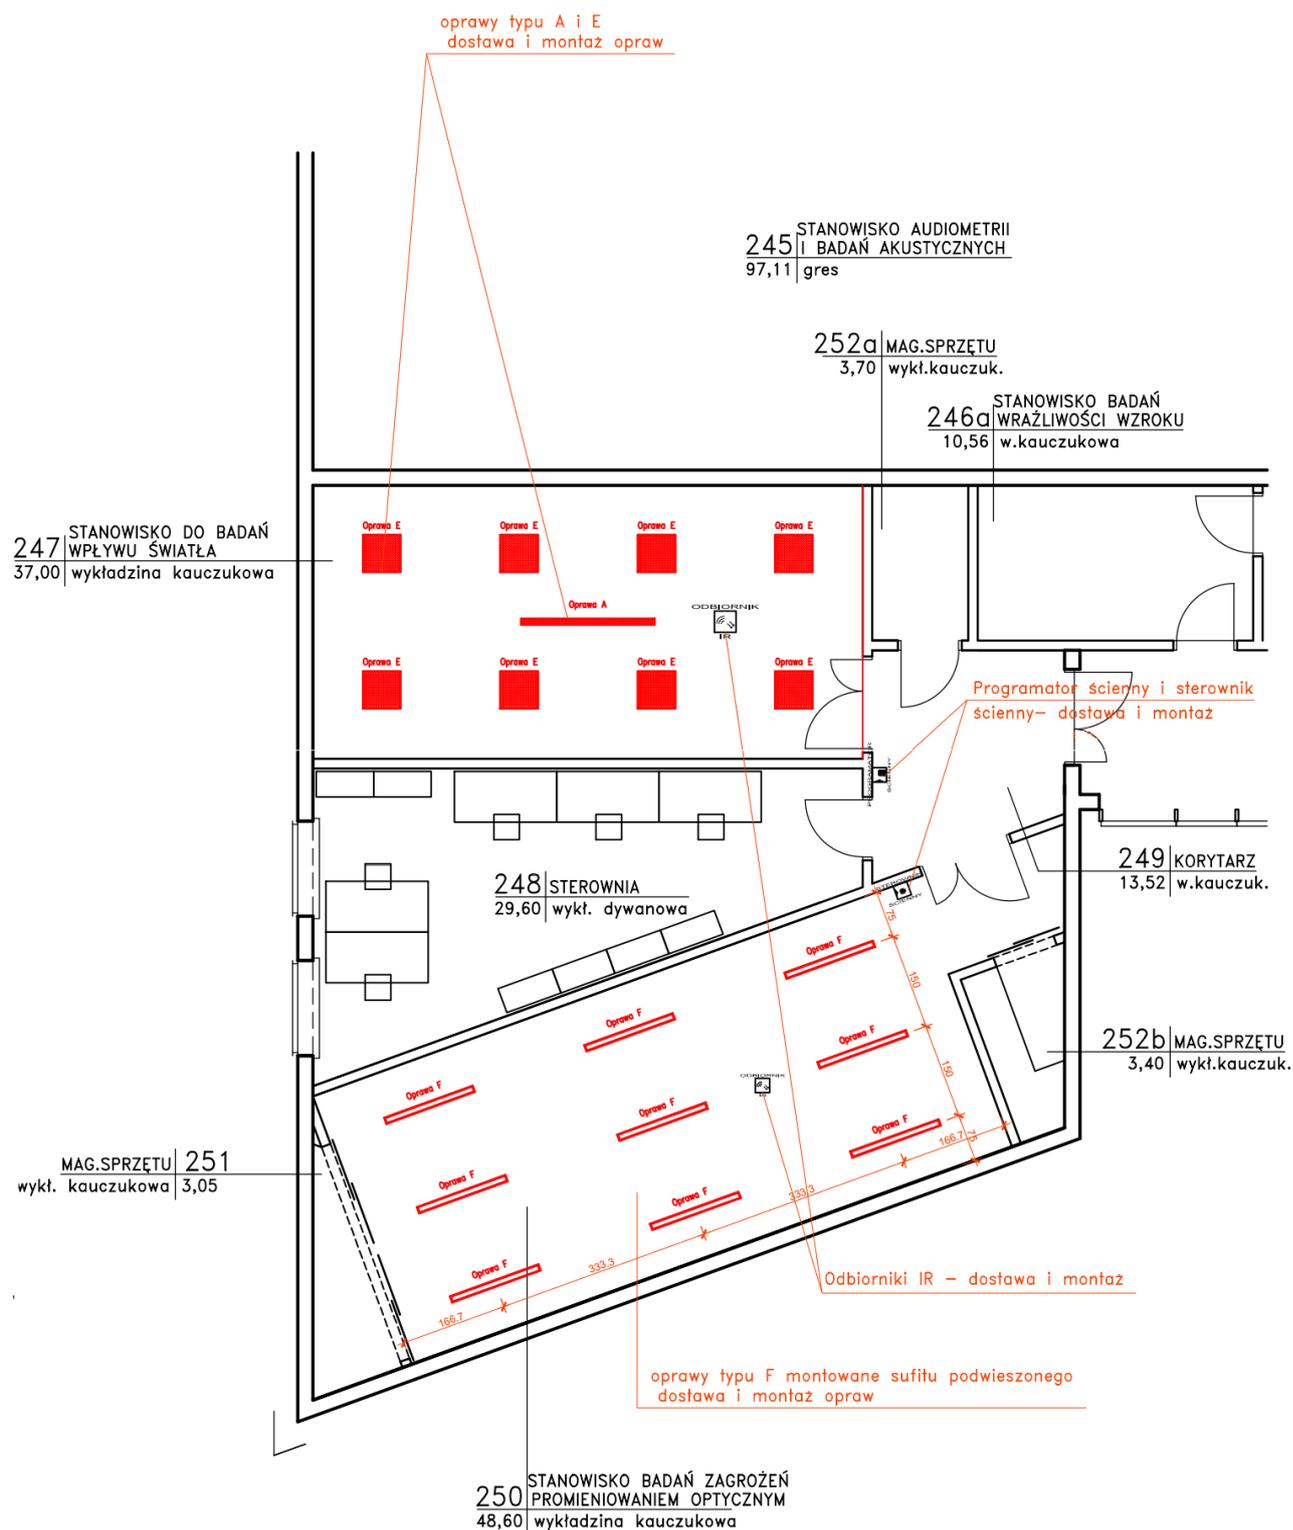 oprawy typu A i E
dostawa i montaż opraw
245 STANOWISKO AUDIOMETRII
I BADAŃ AKUSTYCZNYCH
97,11 gres
252a MAG.SPRZĘTU
3,70 wykł.kauczuk.
246a STANOWISKO BADAŃ
WRAŻLIWOŚCI WZROKU
10,56 w.kauczukowa
247 STANOWISKO DO BADAŃ
WPŁYWU ŚWIATŁA
37,00 wykładzina kauczukowa
Oprawa E
Oprawa E
Oprawa E
Oprawa E
Oprawa A
ODBIORNIK
IR
Oprawa E
Oprawa E
Oprawa E
Oprawa E
Programator ścienny i sterownik
ścienny– dostawa i montaż
PROGRAMATOR
ŚCIENNY
249 KORYTARZ
13,52 w.kauczuk.
248 STEROWNIA
29,60 wykł. dywanowa
STEROWNIK
ŚCIENNY
75
150
150
75
Oprawa F
Oprawa F
Oprawa F
Oprawa F
Oprawa F
Oprawa F
Oprawa F
Oprawa F
Oprawa F
ODBIORNIK
IR
252b MAG.SPRZĘTU
3,40 wykł.kauczuk.
MAG.SPRZĘTU 251
wykł. kauczukowa 3,05
166.7
333.3
333.3
166.7
Odbiorniki IR – dostawa i montaż
oprawy typu F montowane sufitu podwieszonego
dostawa i montaż opraw
250 STANOWISKO BADAŃ ZAGROŻEŃ
PROMIENIOWANIEM OPTYCZNYM
48,60 wykładzina kauczukowa